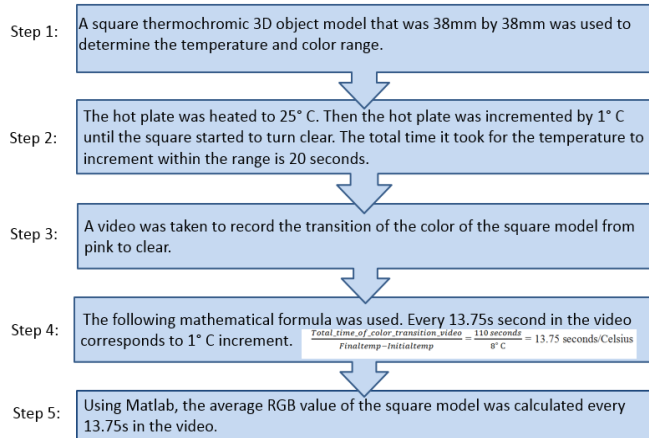 Step 1:
A square thermochromic 3D object model that was 38mm by 38mm was used to
determine the temperature and color range.
Step 2:
The hot plate was heated to 25° C. Then the hot plate was incremented by 1° C
until the square started to turn clear. The total time it took for the temperature to
increment within the range is 20 seconds.
Step 3:
A video was taken to record the transition of the color of the square model from
pink to clear.
Step 4:
The following mathematical formula was used. Every 13.75s second in the video
corresponds to 1° C increment. Total_time_of_color_transition_video / Finaltemp−Initialtemp = 110 seconds / 8° C = 13.75 seconds/Celsius
Step 5:
Using Matlab, the average RGB value of the square model was calculated every
13.75s in the video.